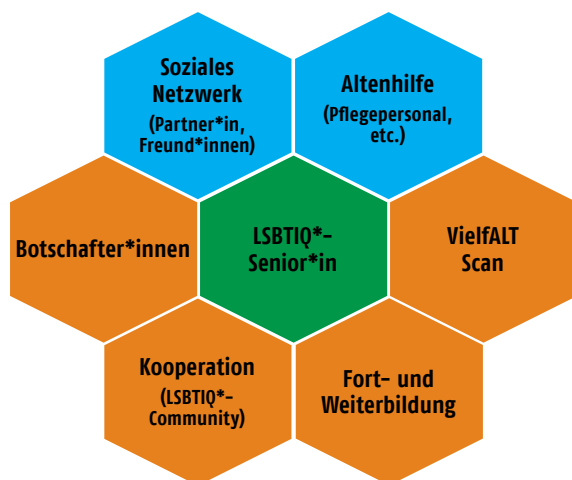 Soziales
Netzwerk
(Partner*in,
Freund*innen)
Altenhilfe
(Pflegepersonal,
etc.)
Botschafter*innen
LSBTIQ*-
Senior*in
VielfALT
Scan
Kooperation
(LSBTIQ*-
Community)
Fort- und
Weiterbildung